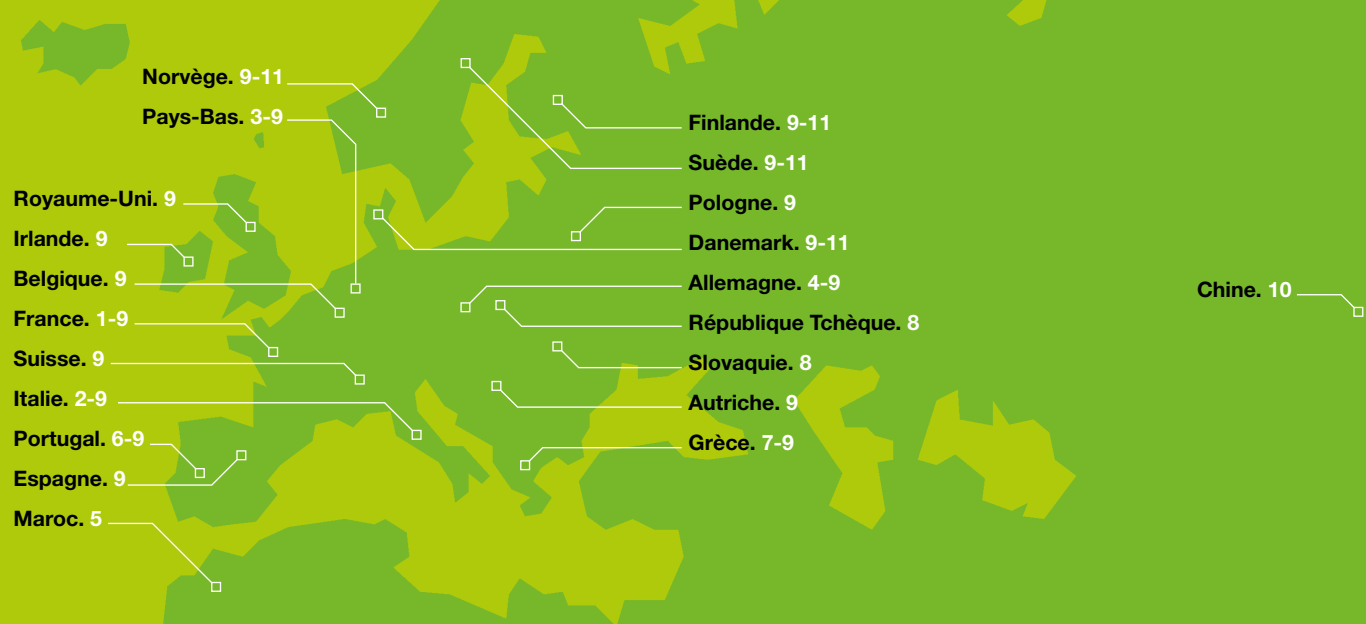 Norvège. 9-11
Pays-Bas. 3-9
Royaume-Uni. 9
Irlande. 9
Belgique. 9
France. 1-9
Suisse. 9
Italie. 2-9
Portugal. 6-9
Espagne. 9
Maroc. 5
Finlande. 9-11
Suède. 9-11
Pologne. 9
Danemark. 9-11
Allemagne. 4-9
République Tchèque. 8
Slovaquie. 8
Autriche. 9
Grèce. 7-9
Chine. 10